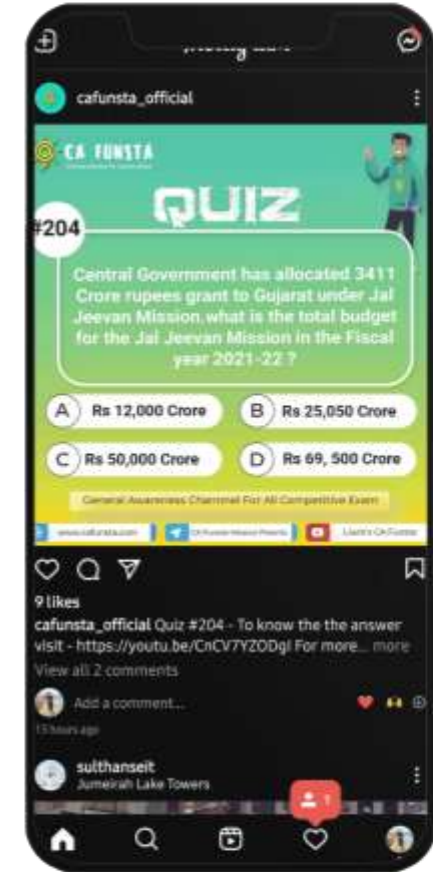 cafunsta_official
CA FUNSTA
QUIZ
#204
Central Government has allocated 3411
Crore rupees grant to Gujarat under Jal
Jeevan Mission,what is the total budget
for the Jal Jeevan Mission in the Fiscal
year 2021-22 ?
A Rs 12,000 Crore
B Rs 25,050 Crore
C Rs 50,000 Crore
D Rs 69, 500 Crore
General Awareness Channel For All Competitive Exam
www.cafunsta.com
9 likes
cafunsta_official Quiz #204 - To know the the answer
visit - https://youtu.be/CnCV7YZODgI For more... more
View all 2 comments
Add a comment...
15 hours ago
sulthanseit
Jumeirah Lake Towers
1